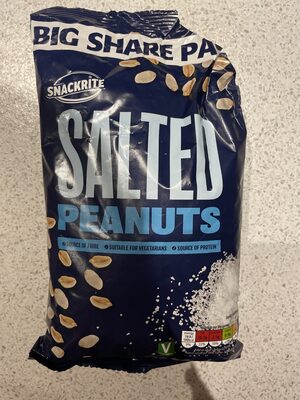 BIG SHARE PA
SNACKRITE
SALTED
PEANUTS
SOURCE OF FIBRE SUITABLE FOR VEGETARIANS SOURCE OF PROTEIN
V